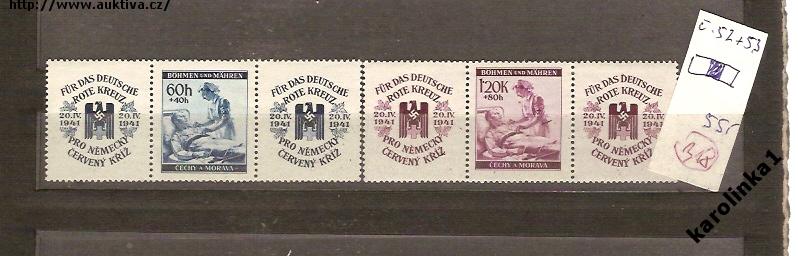 http://www.auktiva.cz/
FÜR DAS DEUTSCHE
ROTE KREUZ
20.IV. 20.IV.
1941 1941
PRO NĚMECKÝ
ČERVENÝ KŘÍŽ
BÖHMEN UND MÄHREN
60h
+40h
ČECHY A MORAVA
FÜR DAS DEUTSCHE
ROTE KREUZ
20.IV. 20.IV.
1941 1941
PRO NĚMECKÝ
ČERVENÝ KŘÍŽ
FÜR DAS DEUTSCHE
ROTE KREUZ
20.IV. 20.IV.
1941 1941
PRO NĚMECKÝ
ČERVENÝ KŘÍŽ
BÖHMEN UND MÄHREN
1'20K
+80h
ČECHY A MORAVA
FÜR DAS DEUTSCHE
ROTE KREUZ
20.IV. 20.IV.
1941 1941
PRO NĚMECKÝ
ČERVENÝ KŘÍŽ
č.52+53
karolinka1